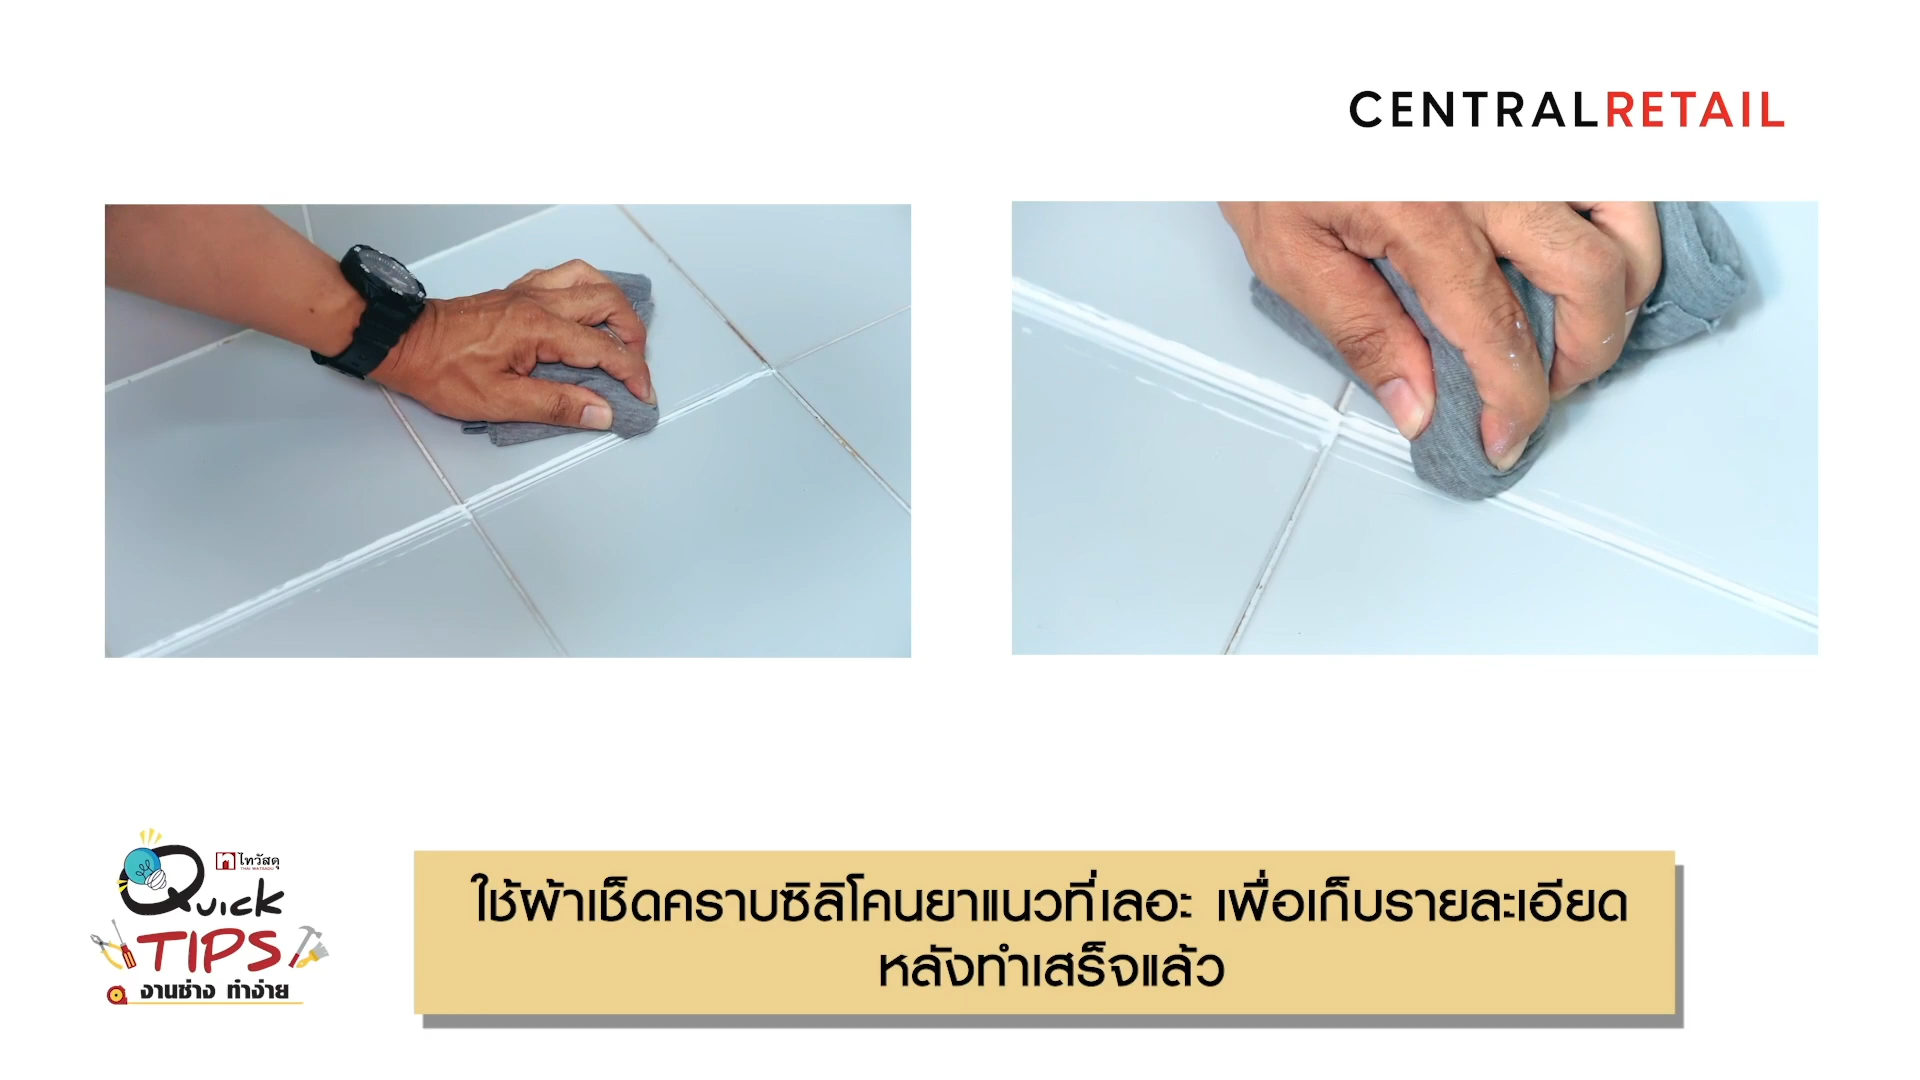 CENTRALRETAIL
ไทวัสดุ
THAI WATSADU
QUICK
TIPS
งานช่าง ทำง่าย
ใช้ผ้าเช็ดคราบซิลิโคนยาแนวที่เลอะ เพื่อเก็บรายละเอียด
หลังทำเสร็จแล้ว